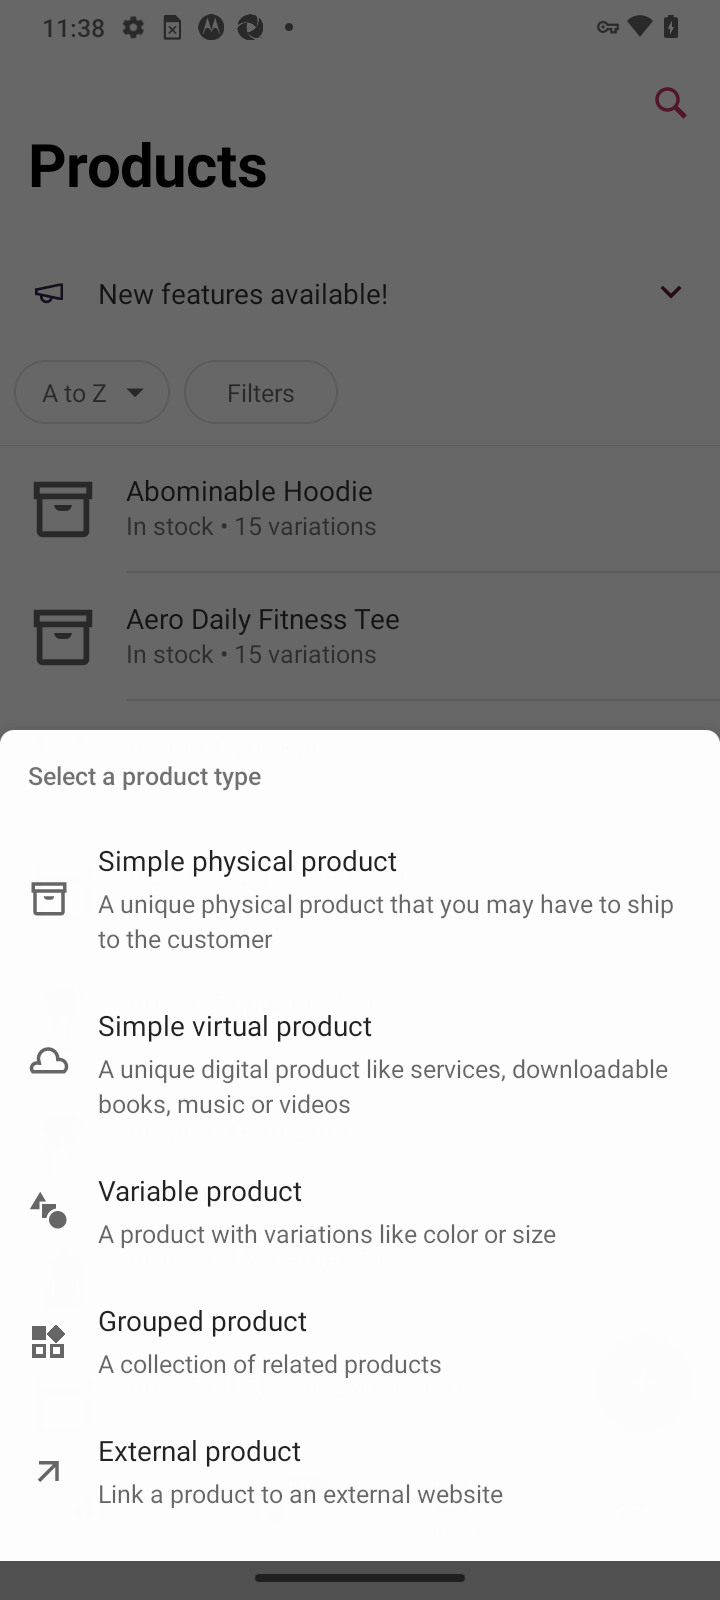 11:38
Products
New features available!
A to Z
Filters
Abominable Hoodie
In stock • 15 variations
Aero Daily Fitness Tee
In stock • 15 variations
Select a product type
Simple physical product
A unique physical product that you may have to ship
to the customer
Simple virtual product
A unique digital product like services, downloadable
books, music or videos
Variable product
A product with variations like color or size
Grouped product
A collection of related products
External product
Link a product to an external website